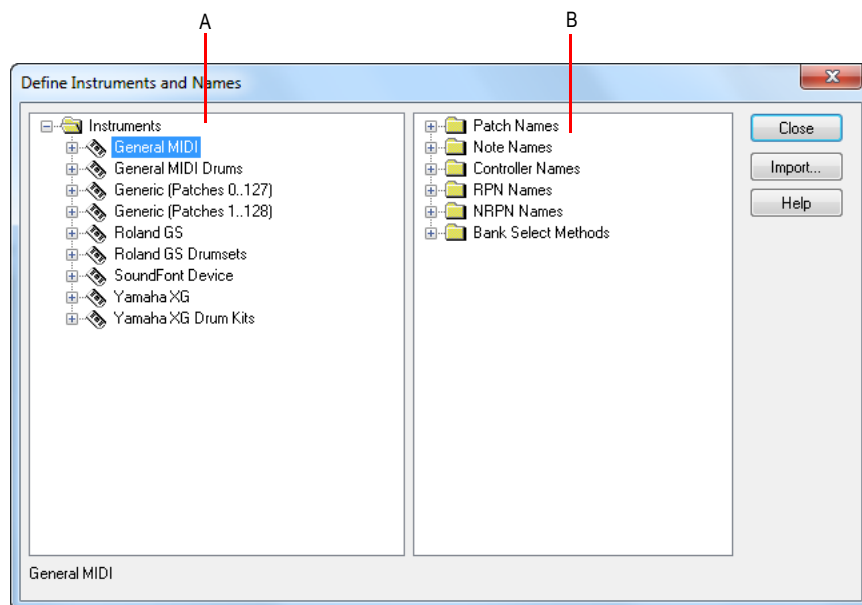 A
B
Define Instruments and Names
Instruments
General MIDI
General MIDI Drums
Generic (Patches 0..127)
Generic (Patches 1..128)
Roland GS
Roland GS Drumsets
SoundFont Device
Yamaha XG
Yamaha XG Drum Kits
Patch Names
Note Names
Controller Names
RPN Names
NRPN Names
Bank Select Methods
Close
Import...
Help
General MIDI